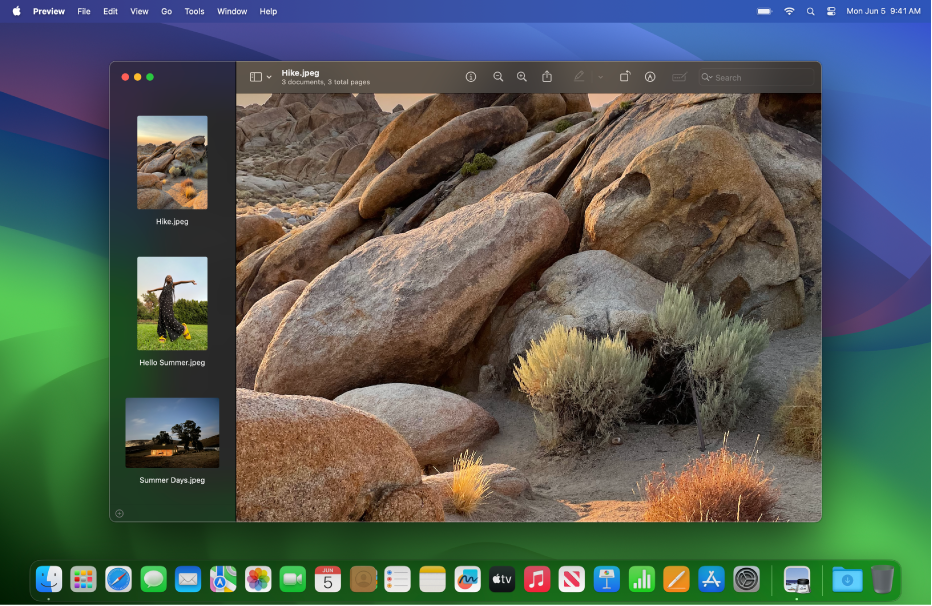 Preview File Edit View Go Tools Window Help
Mon Jun 5 9:41 AM
Hike.jpeg
3 documents, 3 total pages
Search
Hike.jpeg
Hello Summer.jpeg
Summer Days.jpeg
JUN
5
tv